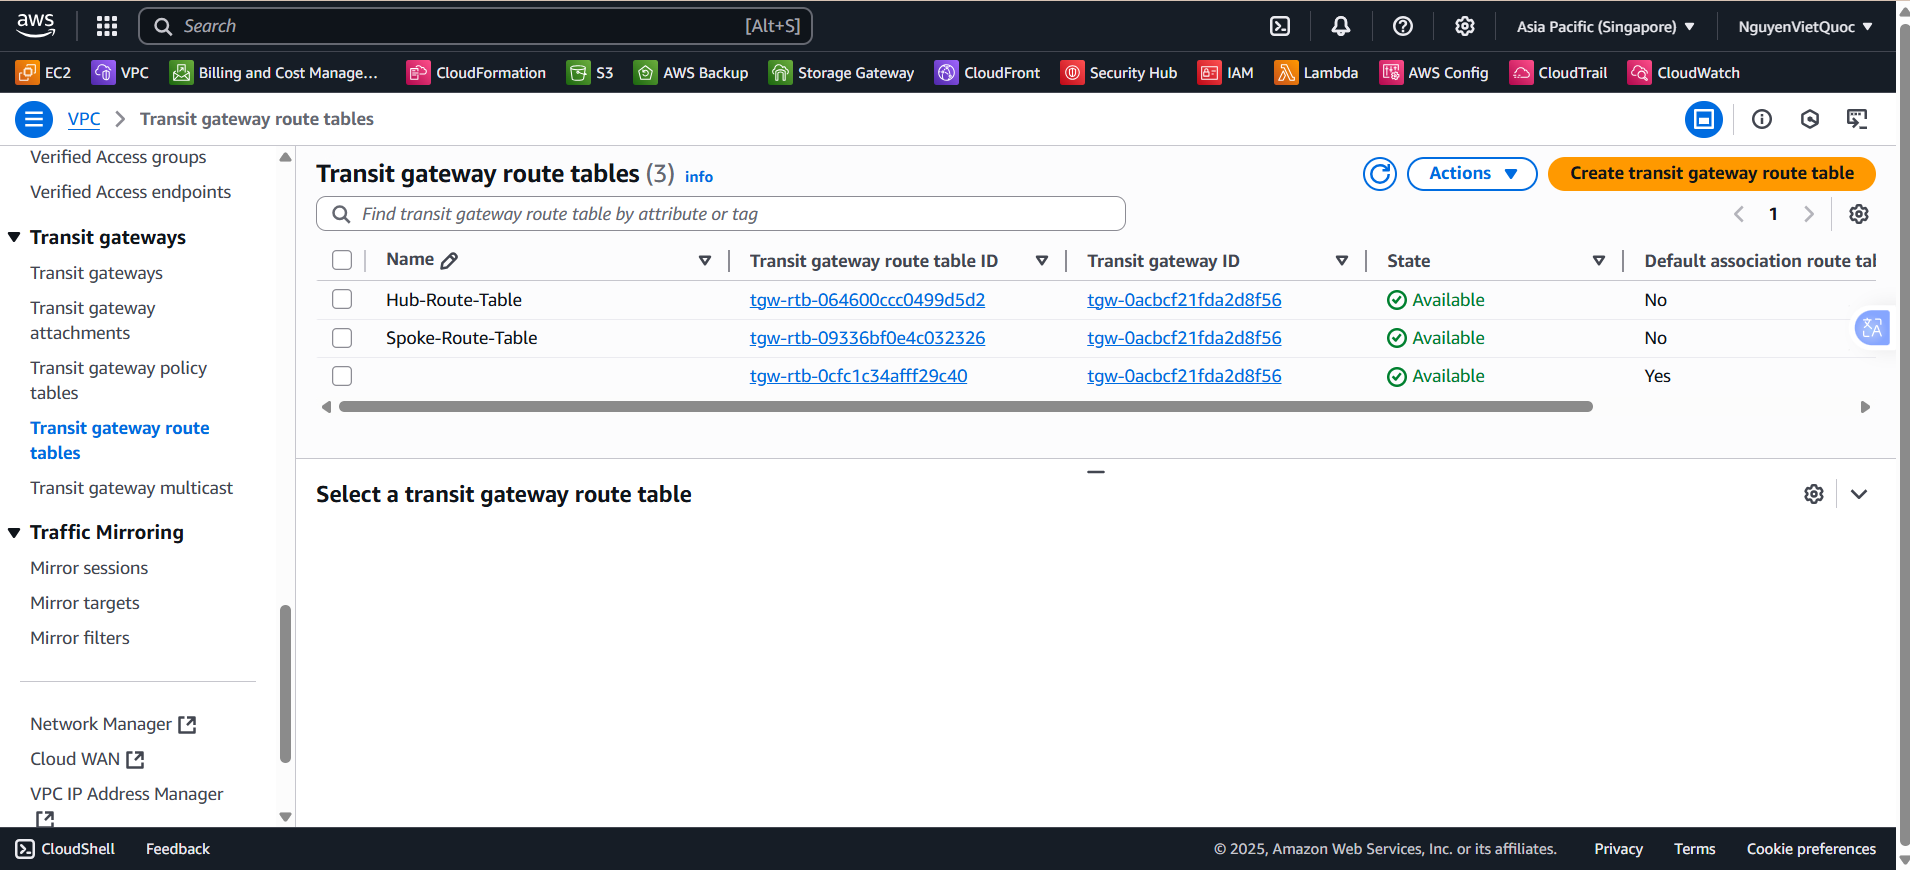 aws
Search [Alt+S]
Asia Pacific (Singapore)
NguyenVietQuoc
EC2
VPC
Billing and Cost Manage...
CloudFormation
S3
AWS Backup
Storage Gateway
CloudFront
Security Hub
IAM
Lambda
AWS Config
CloudTrail
CloudWatch
VPC
Transit gateway route tables
Verified Access groups
Verified Access endpoints
Transit gateways
Transit gateways
Transit gateway
attachments
Transit gateway policy
tables
Transit gateway route
tables
Transit gateway multicast
Traffic Mirroring
Mirror sessions
Mirror targets
Mirror filters
Network Manager
Cloud WAN
VPC IP Address Manager
Transit gateway route tables (3) info
Actions
Create transit gateway route table
Find transit gateway route table by attribute or tag
1
Name Transit gateway route table ID Transit gateway ID State Default association route tal
Hub-Route-Table tgw-rtb-064600ccc0499d5d2 tgw-0acbcf21fda2d8f56 Available No
Spoke-Route-Table tgw-rtb-09336bf0e4c032326 tgw-0acbcf21fda2d8f56 Available No
tgw-rtb-0cfc1c34afff29c40 tgw-0acbcf21fda2d8f56 Available Yes
Select a transit gateway route table
CloudShell
Feedback
© 2025, Amazon Web Services, Inc. or its affiliates.
Privacy
Terms
Cookie preferences